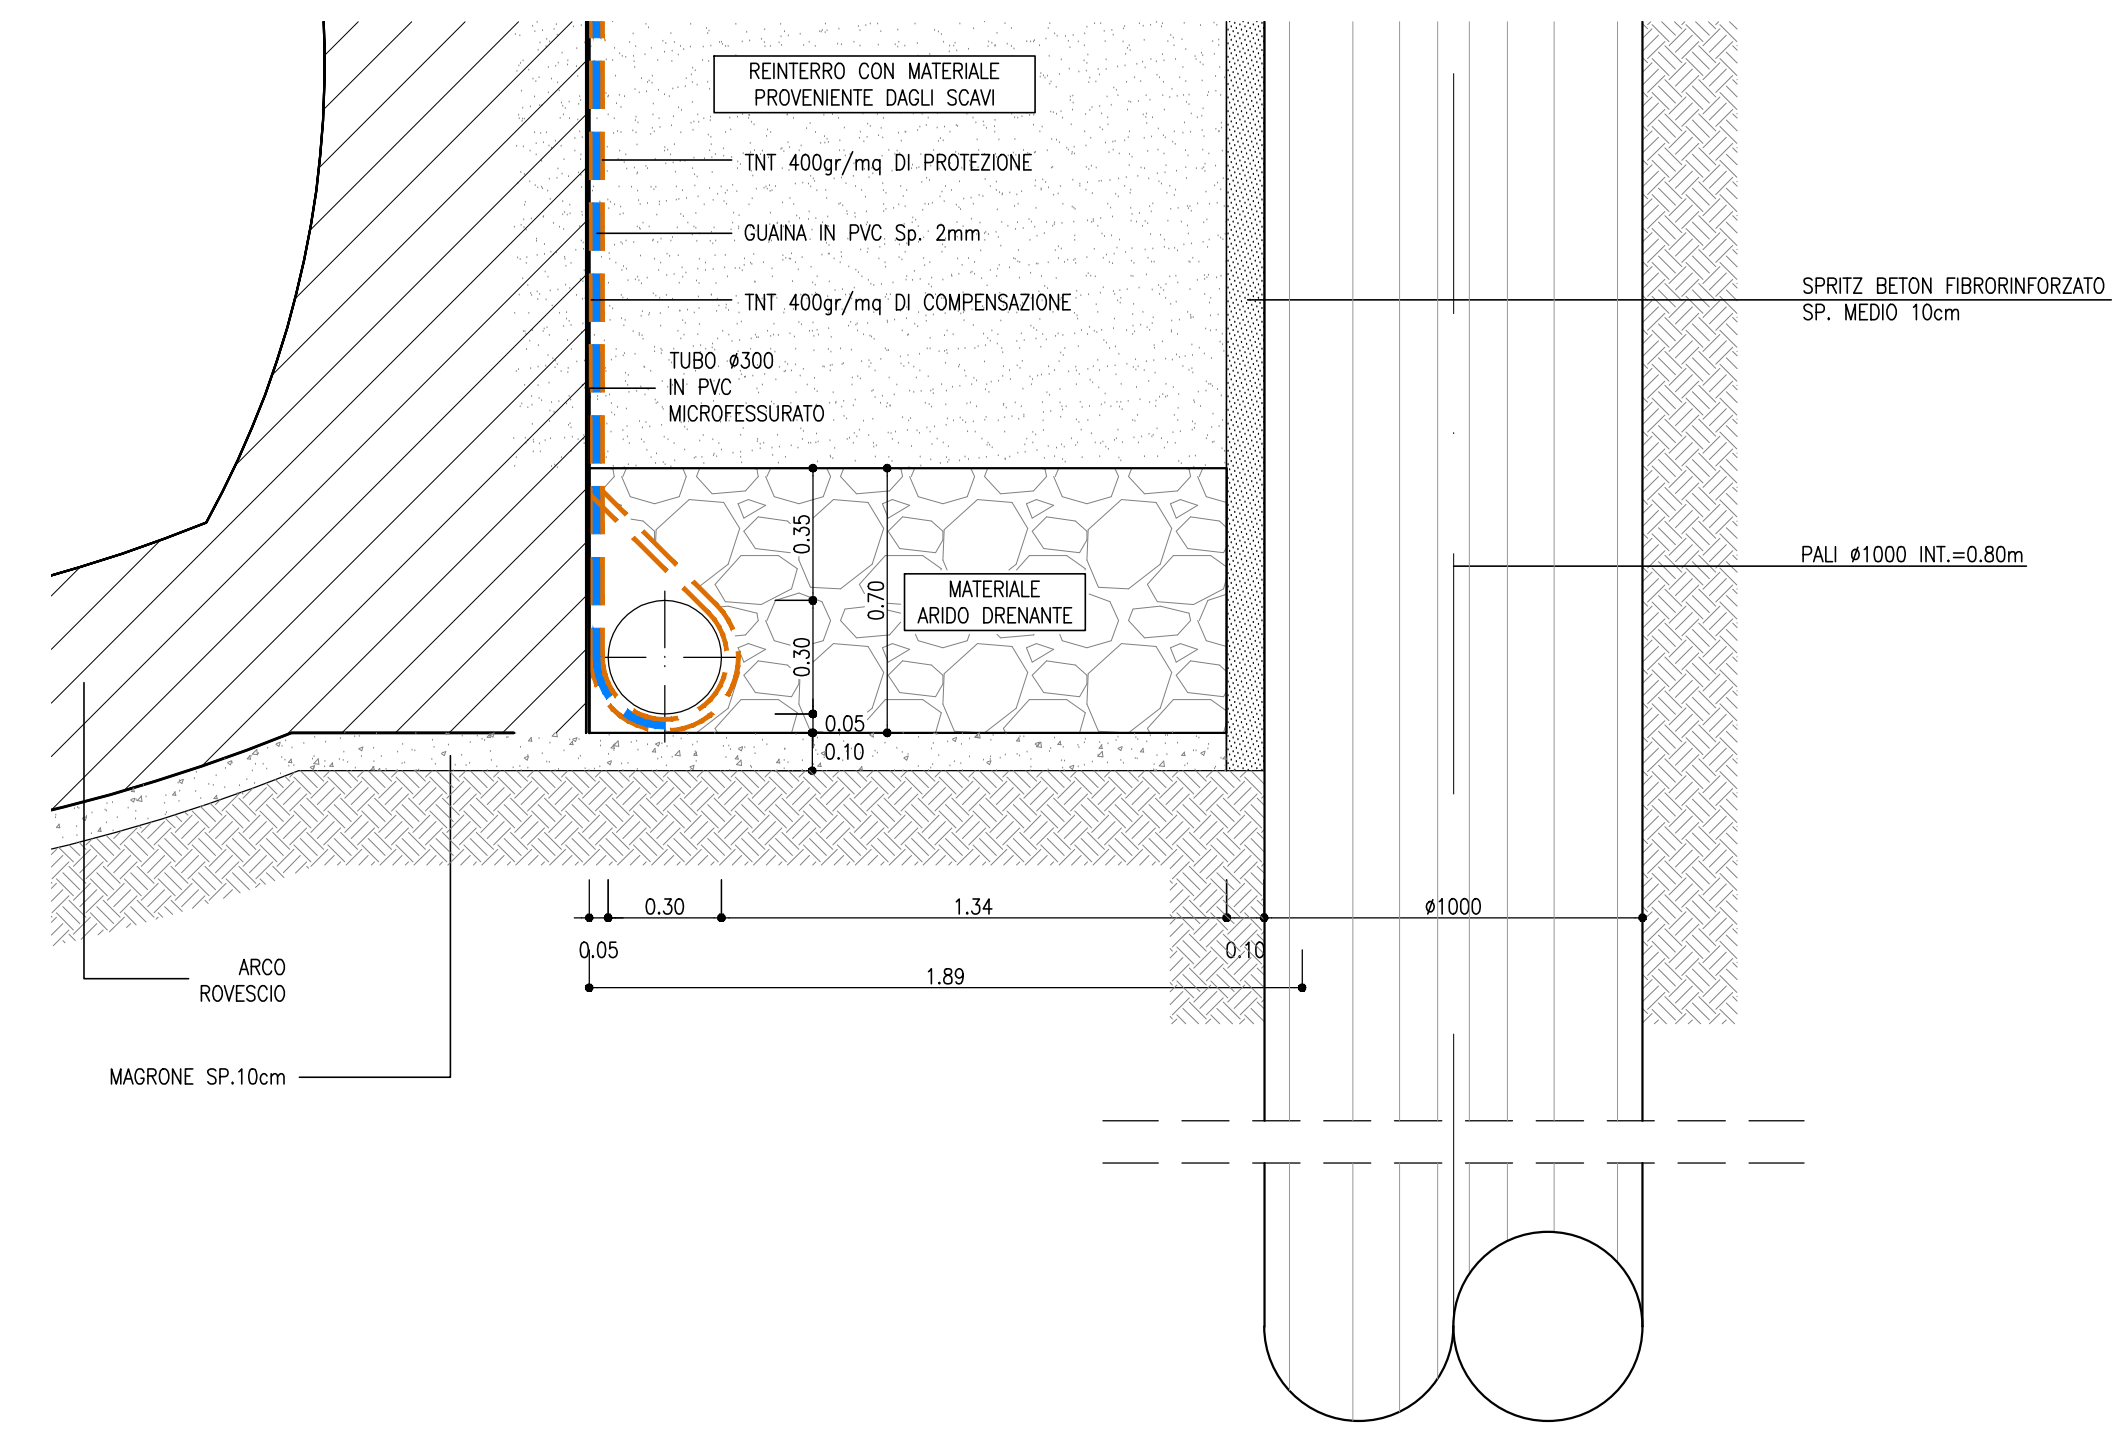 REINTERRO CON MATERIALE
PROVENIENTE DAGLI SCAVI
TNT 400gr/mq DI PROTEZIONE
GUAINA IN PVC Sp. 2mm
TNT 400gr/mq DI COMPENSAZIONE
SPRITZ BETON FIBRORINFORZATO
SP. MEDIO 10cm
TUBO ø300
IN PVC
MICROFESSURATO
0.35
0.70
0.30
0.05
0.10
MATERIALE
ARIDO DRENANTE
PALI ø1000 INT.=0.80m
0.30
1.34
ø1000
0.05
0.10
1.89
ARCO
ROVESCIO
MAGRONE SP.10cm